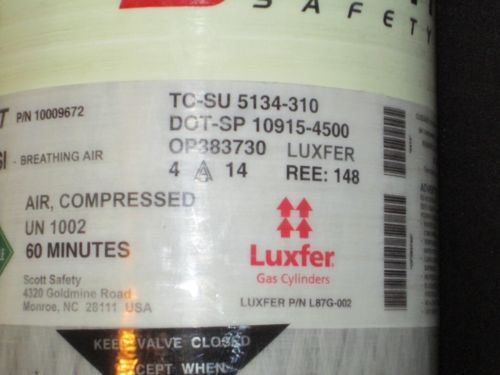 SAFETY
P/N 10009672
TC-SU 5134-310
DOT-SP 10915-4500
OP383730 LUXFER
- BREATHING AIR
4 14 REE: 148
AIR, COMPRESSED
UN 1002
60 MINUTES
Luxfer
Gas Cylinders
Scott Safety
4320 Goldmine Road
Monroe, NC 28111 USA
LUXFER P/N L87G-002
KEEP VALVE CLOSED
EXCEPT WHEN